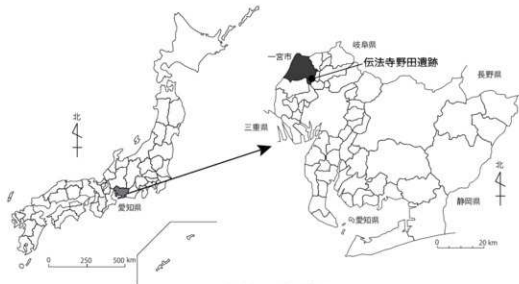 北
愛知県
0
500 km
一宮市
岐阜県
伝法寺野田遺跡
長野県
三重県
北
静岡県
愛知県
0
20 km